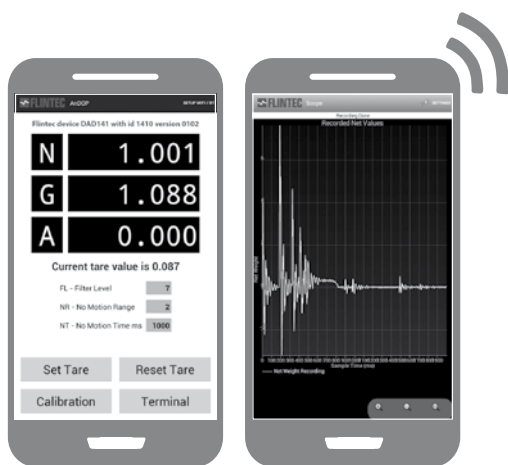 FLINTEC AnDOP SETUP WIFI / BT
Flintec device DAD141 with id 1410 version 0102
N 1.001
G 1.088
A 0.000
Current tare value is 0.087
FL - Filter Level 7
NR - No Motion Range 2
NT - No Motion Time ms 1000
Set Tare Reset Tare
Calibration Terminal
FLINTEC Scope SETTINGS
Recording Done
Recorded Net Values
Net Weight
Sample Time (ms)
Net Weight Recording